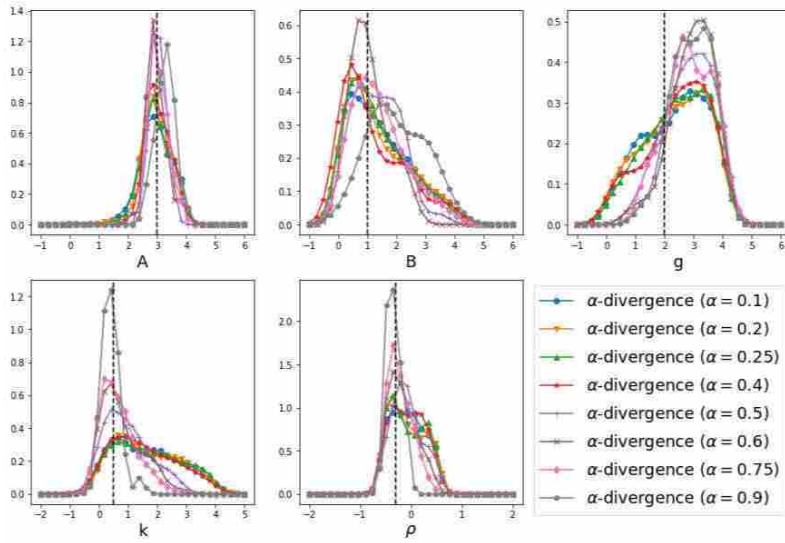 1.4
1.2
1.0
0.8
0.6
0.4
0.2
0.0
−1 0 1 2 3 4 5 6
A
0.6
0.5
0.4
0.3
0.2
0.1
0.0
−1 0 1 2 3 4 5 6
B
0.5
0.4
0.3
0.2
0.1
0.0
−1 0 1 2 3 4 5 6
g
1.2
1.0
0.8
0.6
0.4
0.2
0.0
−2 −1 0 1 2 3 4 5
k
2.0
1.5
1.0
0.5
0.0
−2 −1 0 1 2
ρ
α-divergence (α = 0.1)
α-divergence (α = 0.2)
α-divergence (α = 0.25)
α-divergence (α = 0.4)
α-divergence (α = 0.5)
α-divergence (α = 0.6)
α-divergence (α = 0.75)
α-divergence (α = 0.9)